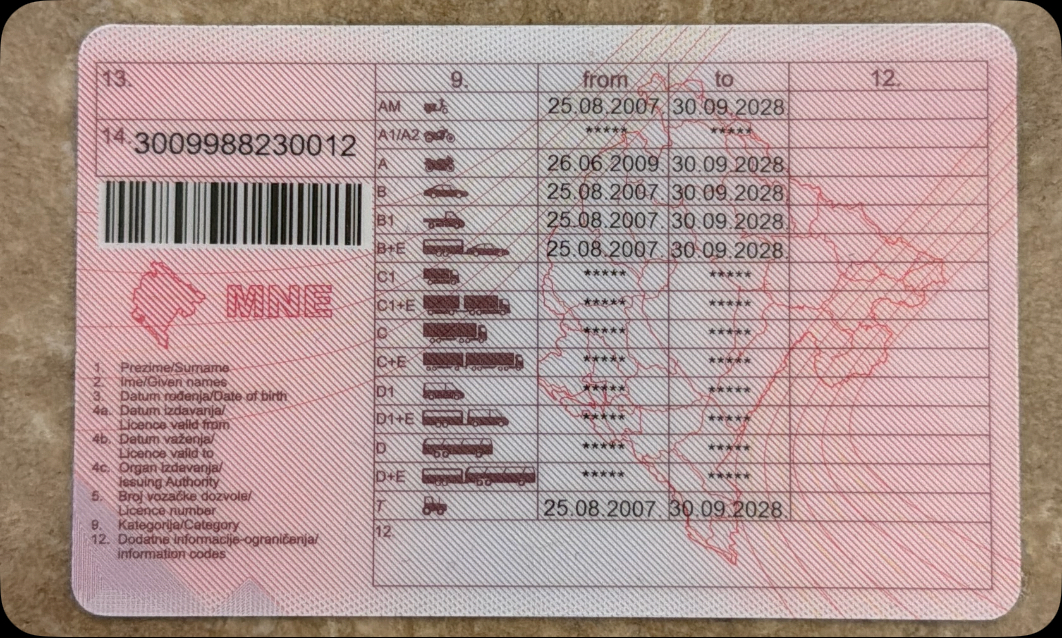 13.
14. 3009988230012
MNE
1. Prezime/Surname
2. Ime/Given names
3. Datum rođenja/Date of birth
4a. Datum izdavanja/
Licence valid from
4b. Datum važenja/
Licence valid to
4c. Organ izdavanja/
Issuing Authority
5. Broj vozačke dozvole/
Licence number
9. Kategorija/Category
12. Dodatne informacije-ograničenja/
information codes
9. from to 12.
AM 25.08.2007 30.09.2028
A1/A2 ***** *****
A 26.06.2009 30.09.2028
B 25.08.2007 30.09.2028
B1 25.08.2007 30.09.2028
B+E 25.08.2007 30.09.2028
C1 ***** *****
C1+E ***** *****
C ***** *****
C+E ***** *****
D1 ***** *****
D1+E ***** *****
D ***** *****
D+E ***** *****
T 25.08.2007 30.09.2028
12.